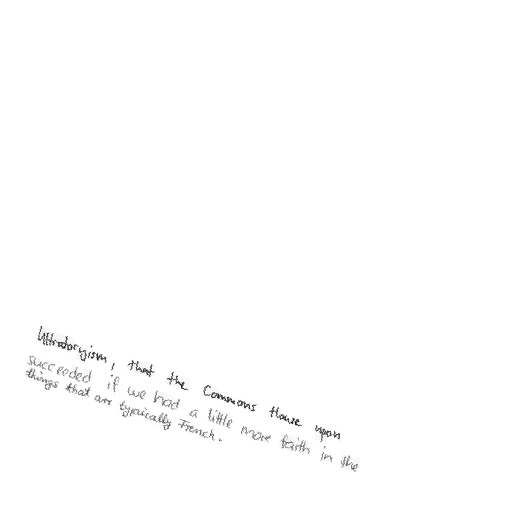 Ultratoryism, that the Commons House upon
succeeded if we had a little more faith in the
things that are typically French.